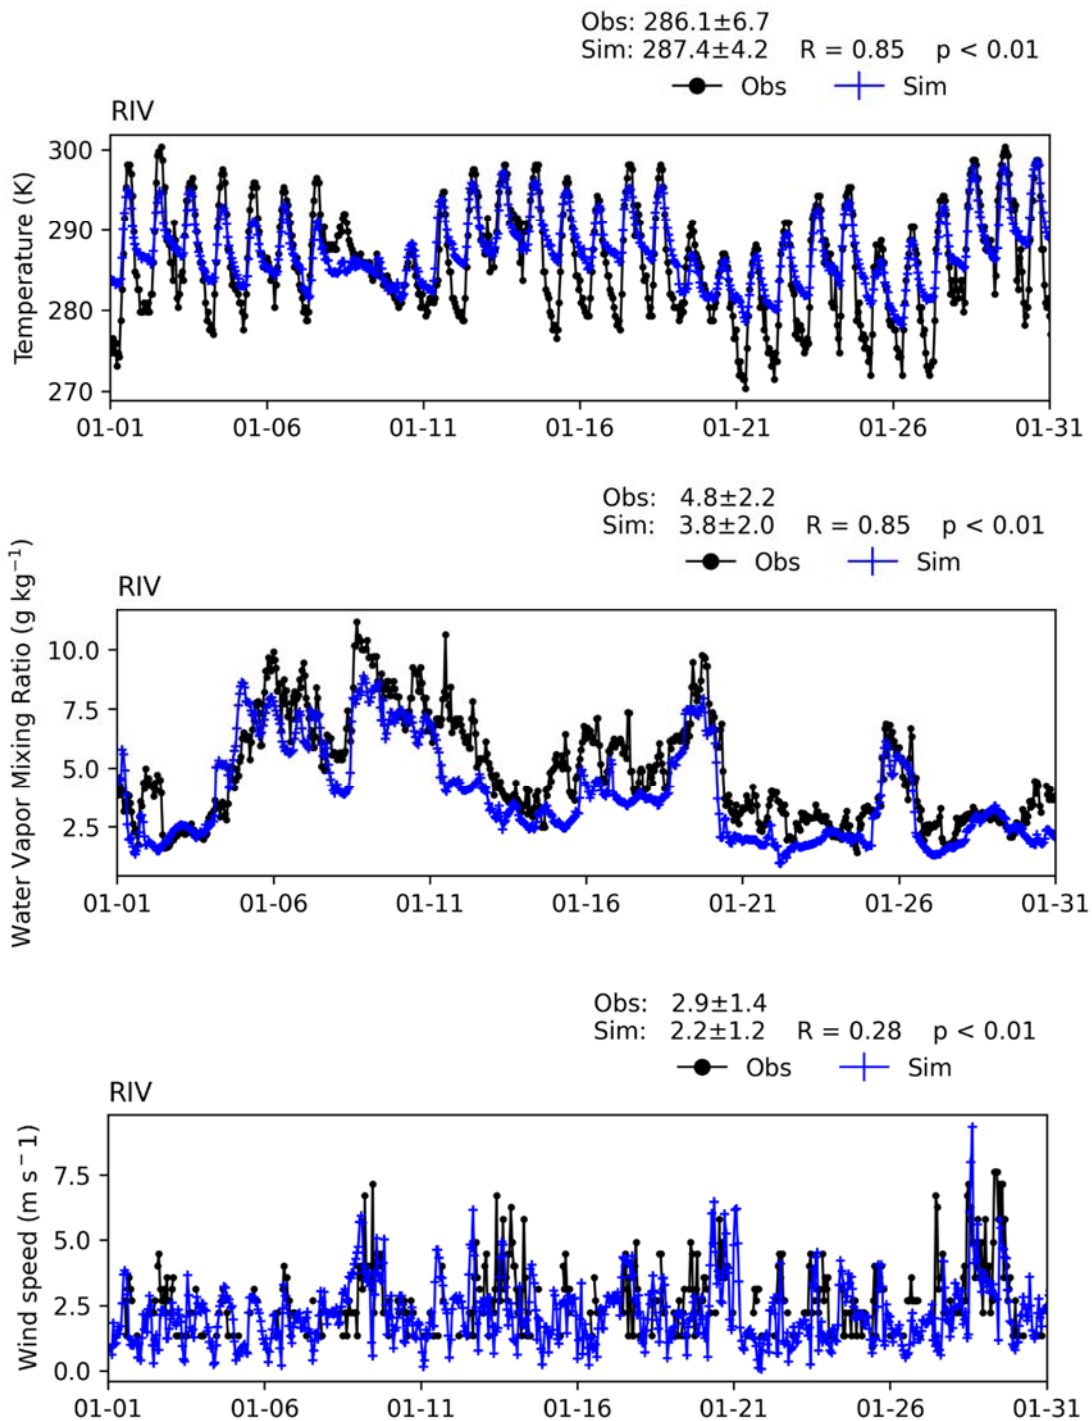 Obs: 286.1±6.7
Sim: 287.4±4.2 R = 0.85 p < 0.01
Obs Sim
RIV
Temperature (K)
300
290
280
270
01-01 01-06 01-11 01-16 01-21 01-26 01-31
Obs: 4.8±2.2
Sim: 3.8±2.0 R = 0.85 p < 0.01
Obs Sim
RIV
Water Vapor Mixing Ratio (g kg⁻¹)
10.0
7.5
5.0
2.5
01-01 01-06 01-11 01-16 01-21 01-26 01-31
Obs: 2.9±1.4
Sim: 2.2±1.2 R = 0.28 p < 0.01
Obs Sim
RIV
Wind speed (m s − 1)
7.5
5.0
2.5
0.0
01-01 01-06 01-11 01-16 01-21 01-26 01-31